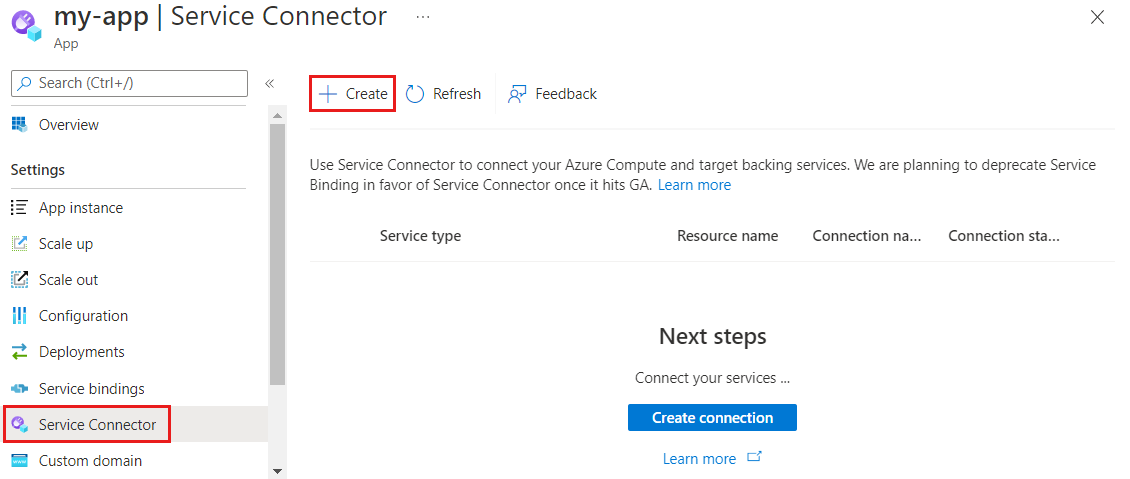 my-app | Service Connector ...
App
Search (Ctrl+/)
«
Overview
Settings
App instance
Scale up
Scale out
Configuration
Deployments
Service bindings
Service Connector
Custom domain
Create
Refresh
Feedback
Use Service Connector to connect your Azure Compute and target backing services. We are planning to deprecate Service
Binding in favor of Service Connector once it hits GA. Learn more
Service type Resource name Connection na... Connection sta...
Next steps
Connect your services ...
Create connection
Learn more